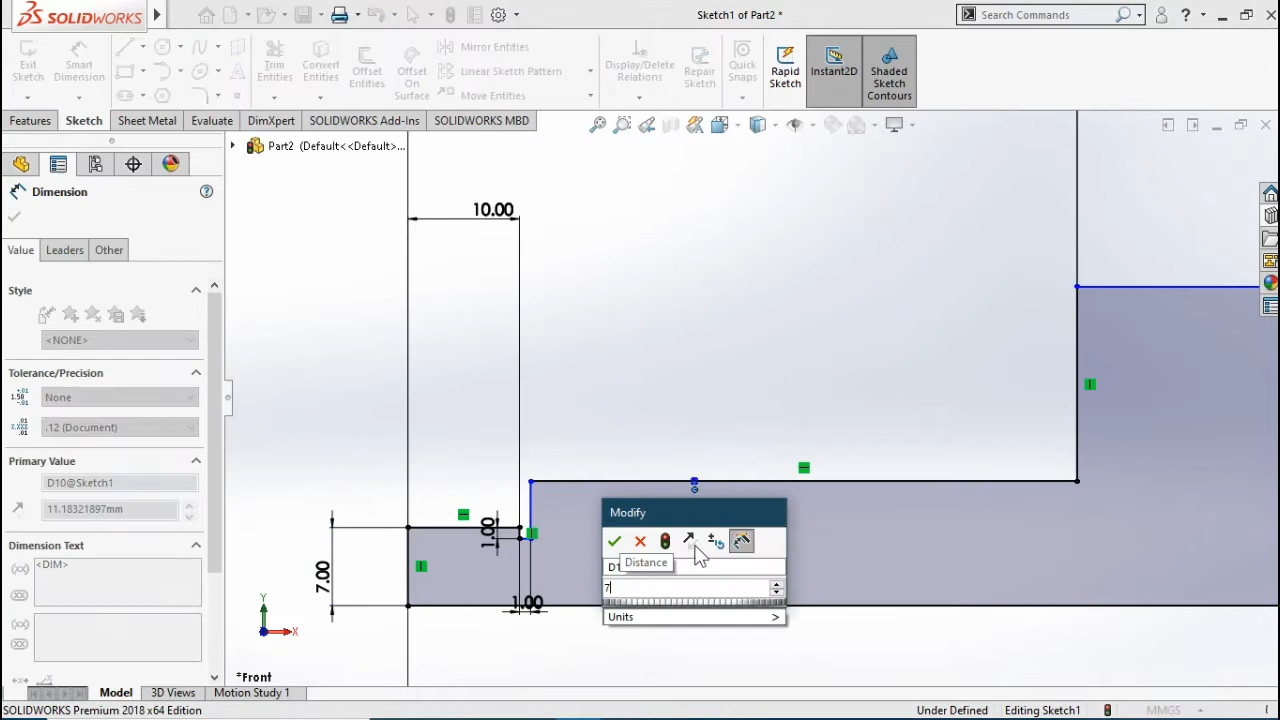 SOLIDWORKS
Sketch1 of Part2 *
Search Commands
Exit Sketch
Smart Dimension
Trim Entities
Convert Entities
Offset Entities
Offset On Surface
Mirror Entities
Linear Sketch Pattern
Move Entities
Display/Delete Relations
Repair Sketch
Quick Snaps
Rapid Sketch
Instant2D
Shaded Sketch Contours
Features
Sketch
Sheet Metal
Evaluate
DimXpert
SOLIDWORKS Add-Ins
SOLIDWORKS MBD
Part2 (Default<<Default>...
Dimension
Value
Leaders
Other
Style
<NONE>
Tolerance/Precision
None
.12 (Document)
Primary Value
D10@Sketch1
11.18321897mm
Dimension Text
<DIM>
10.00
1.00
7.00
1.00
Modify
Distance
7
Units
Y
X
*Front
Model
3D Views
Motion Study 1
SOLIDWORKS Premium 2018 x64 Edition
Under Defined
Editing Sketch1
MMGS